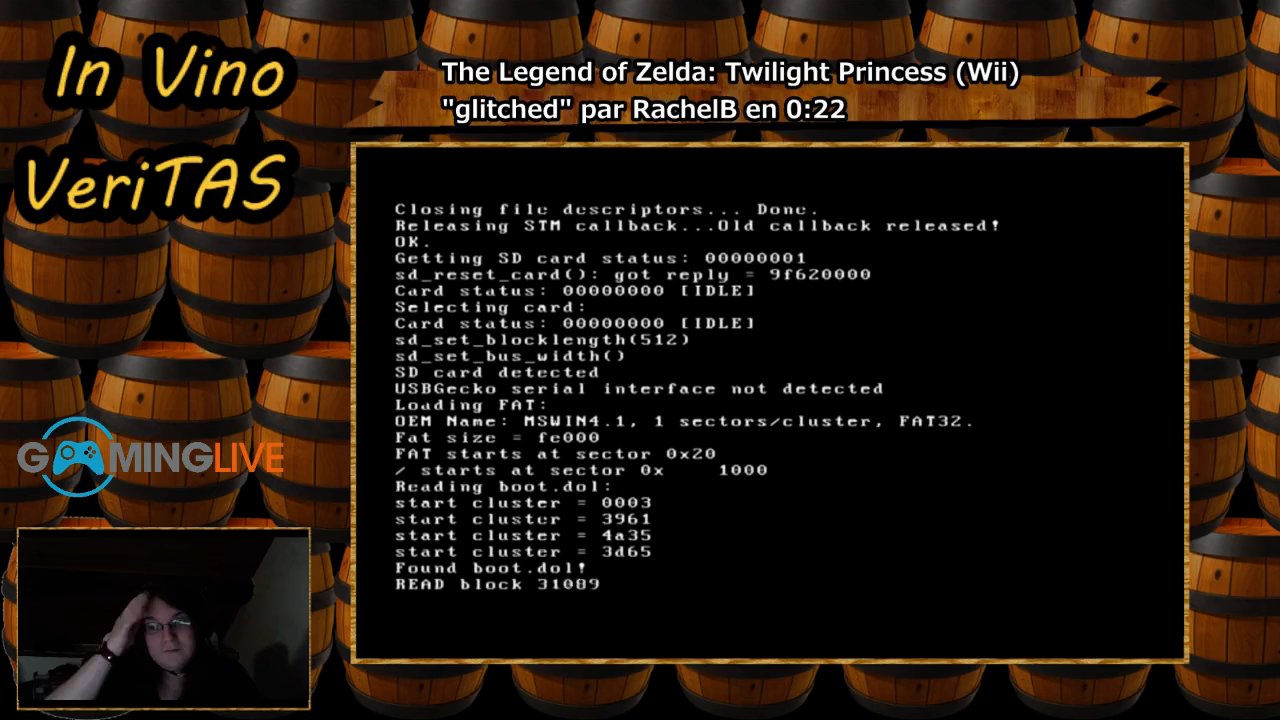 In Vino
VeriTAS
The Legend of Zelda: Twilight Princess (Wii)
"glitched" par RachelB en 0:22
Closing file descriptors... Done.
Releasing STM callback...Old callback released!
OK.
Getting SD card status: 00000001
sd_reset_card(): got reply = 9f620000
Card status: 00000000 [IDLE]
Selecting card:
Card status: 00000000 [IDLE]
sd_set_blocklength(512)
sd_set_bus_width()
SD card detected
USBGecko serial interface not detected
Loading FAT:
OEM Name: MSWIN4.1, 1 sectors/cluster, FAT32.
Fat size = fe000
FAT starts at sector 0x20
/ starts at sector 0x    1000
Reading boot.dol:
start cluster = 0003
start cluster = 3961
start cluster = 4a35
start cluster = 3d65
Found boot.dol!
READ block 31089
GAMINGLIVE